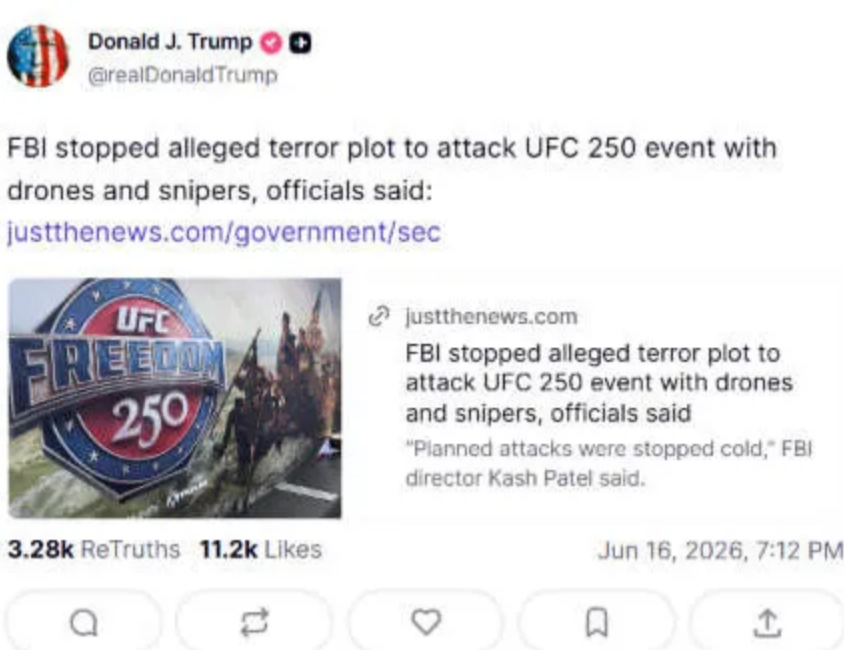 Donald J. Trump
@realDonaldTrump
FBI stopped alleged terror plot to attack UFC 250 event with
drones and snipers, officials said:
justthenews.com/government/sec
UFC
FREEDOM
250
justthenews.com
FBI stopped alleged terror plot to
attack UFC 250 event with drones
and snipers, officials said
"Planned attacks were stopped cold," FBI
director Kash Patel said.
3.28k ReTruths 11.2k Likes
Jun 16, 2026, 7:12 PM